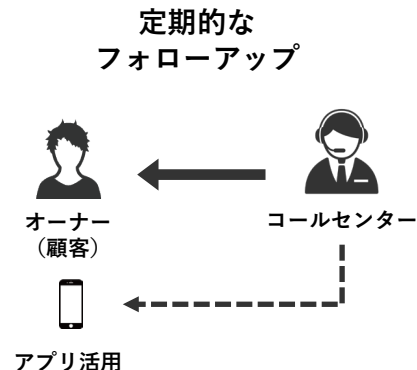 定期的な
フォローアップ
オーナー
（顧客）
コールセンター
アプリ活用